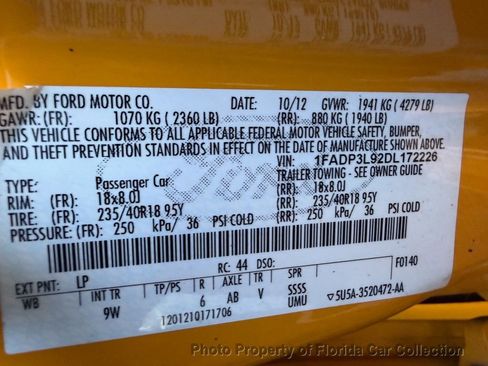 MFD. BY FORD MOTOR CO. DATE: 10/12 GVWR: 1941 KG ( 4279 LB)
GAWR: (FR): 1070 KG ( 2360 LB) (RR): 880 KG ( 1940 LB)
THIS VEHICLE CONFORMS TO ALL APPLICABLE FEDERAL MOTOR VEHICLE SAFETY, BUMPER,
AND THEFT PREVENTION STANDARDS IN EFFECT ON THE DATE OF MANUFACTURE SHOWN ABOVE.
VIN: 1FADP3L92DL172226
TYPE: Passenger Car TRAILER TOWING - SEE OWNER GUIDE
RIM: (FR): 18x8.0J (RR): 18x8.0J
TIRE: (FR): 235/40R18 95Y (RR): 235/40R18 95Y
PRESSURE: (FR): 250 kPa/ 36 PSI COLD (RR): 250 kPa/ 36 PSI COLD
EXT PNT: LP RC: 44 DSO: F0140
WB INT TR TP/PS R AXLE TR SPR
9W 6 AB V SSSS
UMU ▽5U5A-3520472-AA
T201210171706
Photo Property of Florida Car Collection